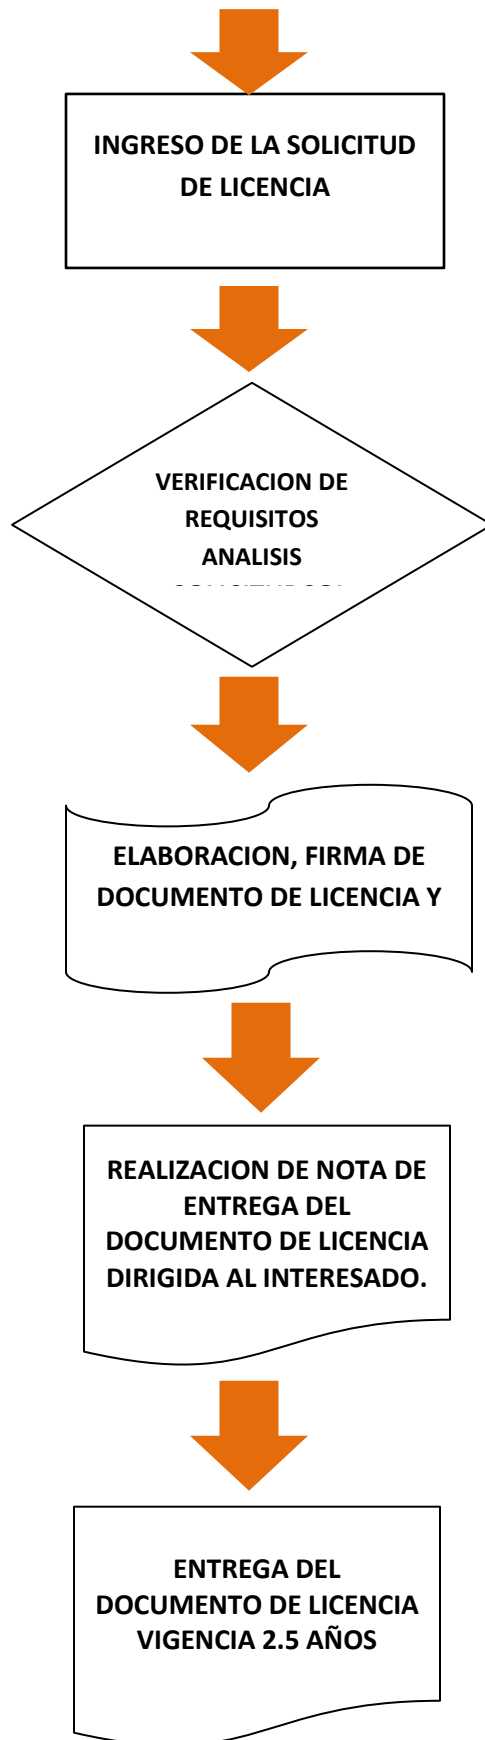 INGRESO DE LA SOLICITUD
DE LICENCIA
VERIFICACION DE
REQUISITOS
ANALISIS
ELABORACION, FIRMA DE
DOCUMENTO DE LICENCIA Y
REALIZACION DE NOTA DE
ENTREGA DEL
DOCUMENTO DE LICENCIA
DIRIGIDA AL INTERESADO.
ENTREGA DEL
DOCUMENTO DE LICENCIA
VIGENCIA 2.5 AÑOS